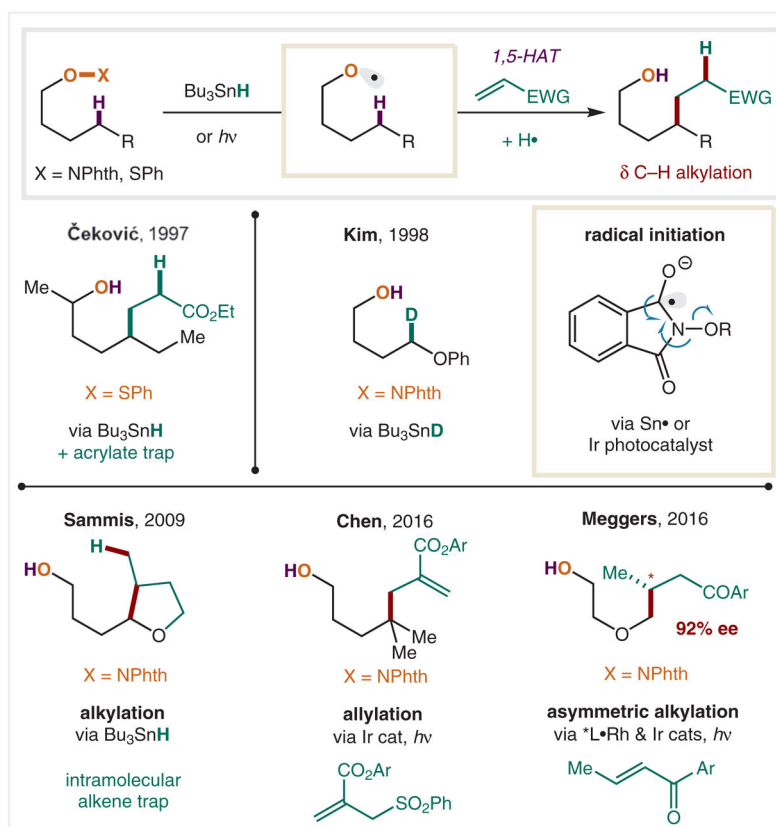 O–X
H
R
X = NPhth, SPh
Bu₃SnH
or hν
O•
H
R
1,5-HAT
EWG
+ H•
OH
H
EWG
R
δ C–H alkylation
Čeković, 1997
H
Me
OH
CO₂Et
Me
X = SPh
via Bu₃SnH
+ acrylate trap
Kim, 1998
OH
D
OPh
X = NPhth
via Bu₃SnD
radical initiation
O ⊖
•
N
OR
O
via Sn• or
Ir photocatalyst
Sammis, 2009
H
HO
O
X = NPhth
alkylation
via Bu₃SnH
intramolecular
alkene trap
Chen, 2016
CO₂Ar
HO
Me
Me
X = NPhth
allylation
via Ir cat, hν
CO₂Ar
SO₂Ph
Meggers, 2016
HO
Me
*
COAr
O
92% ee
X = NPhth
asymmetric alkylation
via *L•Rh & Ir cats, hν
Me
Ar
O